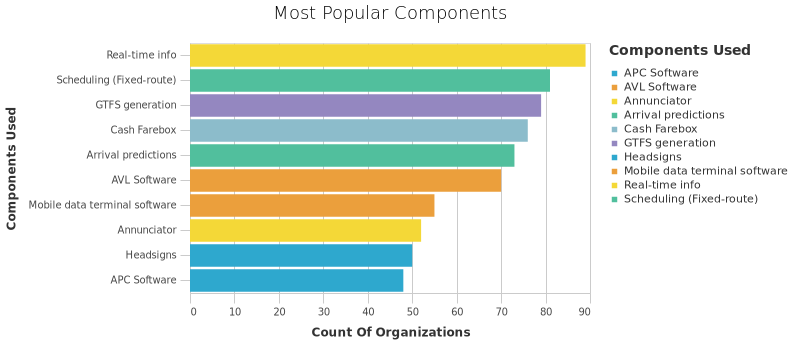 Most Popular Components
Components Used
Real-time info
Scheduling (Fixed-route)
GTFS generation
Cash Farebox
Arrival predictions
AVL Software
Mobile data terminal software
Annunciator
Headsigns
APC Software
0 10 20 30 40 50 60 70 80 90
Count Of Organizations
Components Used
APC Software
AVL Software
Annunciator
Arrival predictions
Cash Farebox
GTFS generation
Headsigns
Mobile data terminal software
Real-time info
Scheduling (Fixed-route)